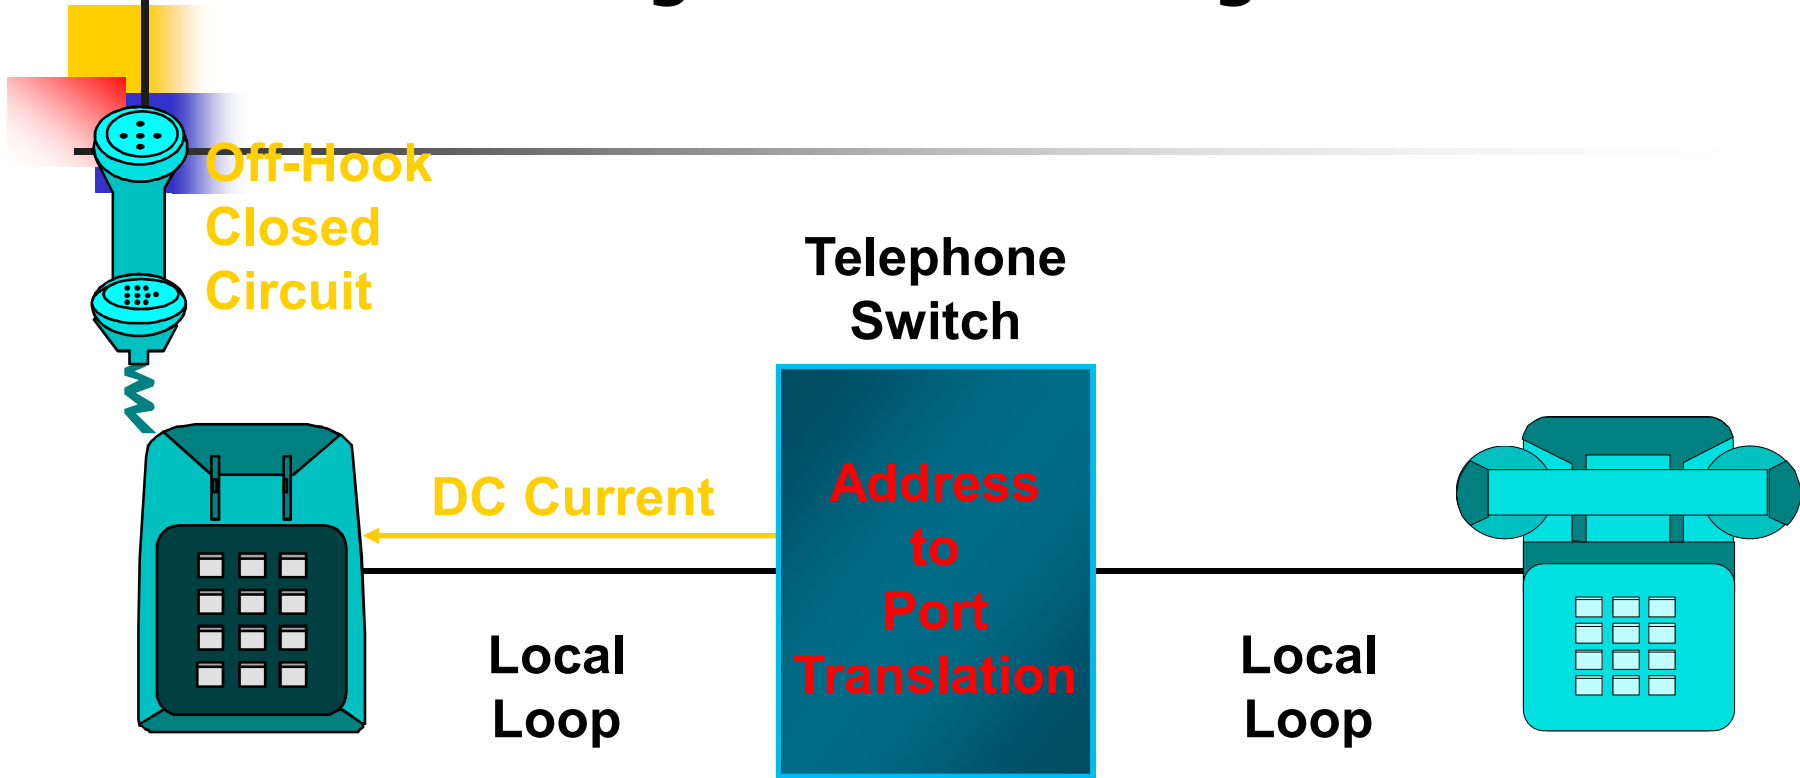 Off-Hook
Closed
Circuit
Telephone
Switch
DC Current
Address
to
Port
Translation
Local
Loop
Local
Loop